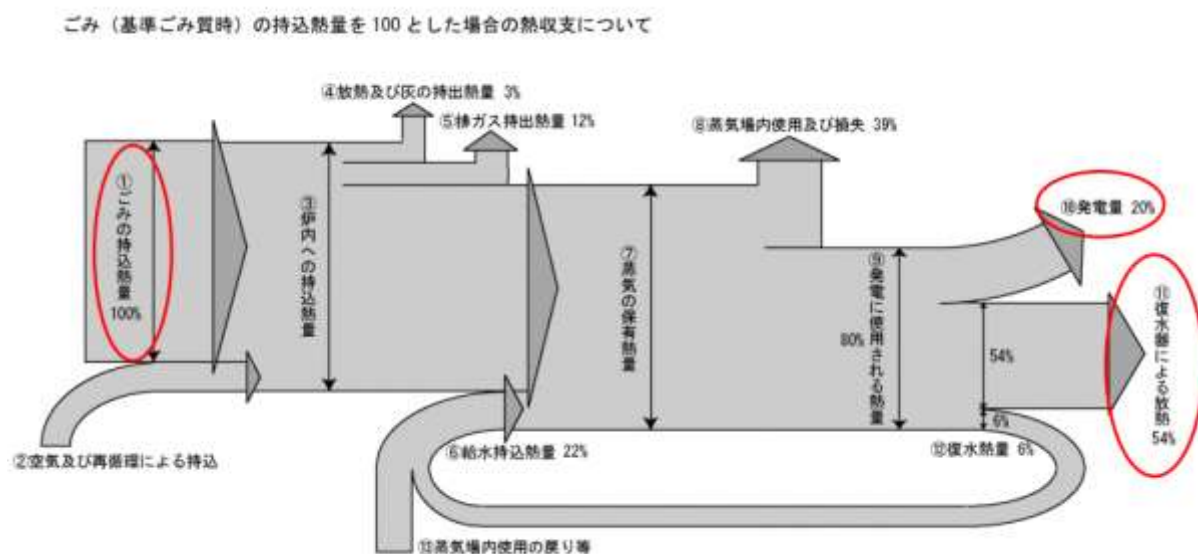 ごみ（基準ごみ質時）の持込熱量を100とした場合の熱収支について
④放熱及び灰の持出熱量 3%
⑤排ガス持出熱量 12%
⑧蒸気場内使用及び損失 39%
①ごみの持込熱量
100%
③炉内への持込熱量
⑦蒸気の保有熱量
⑨発電に使用される熱量
80%
⑩発電量 20%
54%
6%
⑪復水器による放熱
54%
②空気及び再循理による持込
⑥給水持込熱量 22%
⑫復水熱量 6%
⑬蒸気場内使用の戻り等